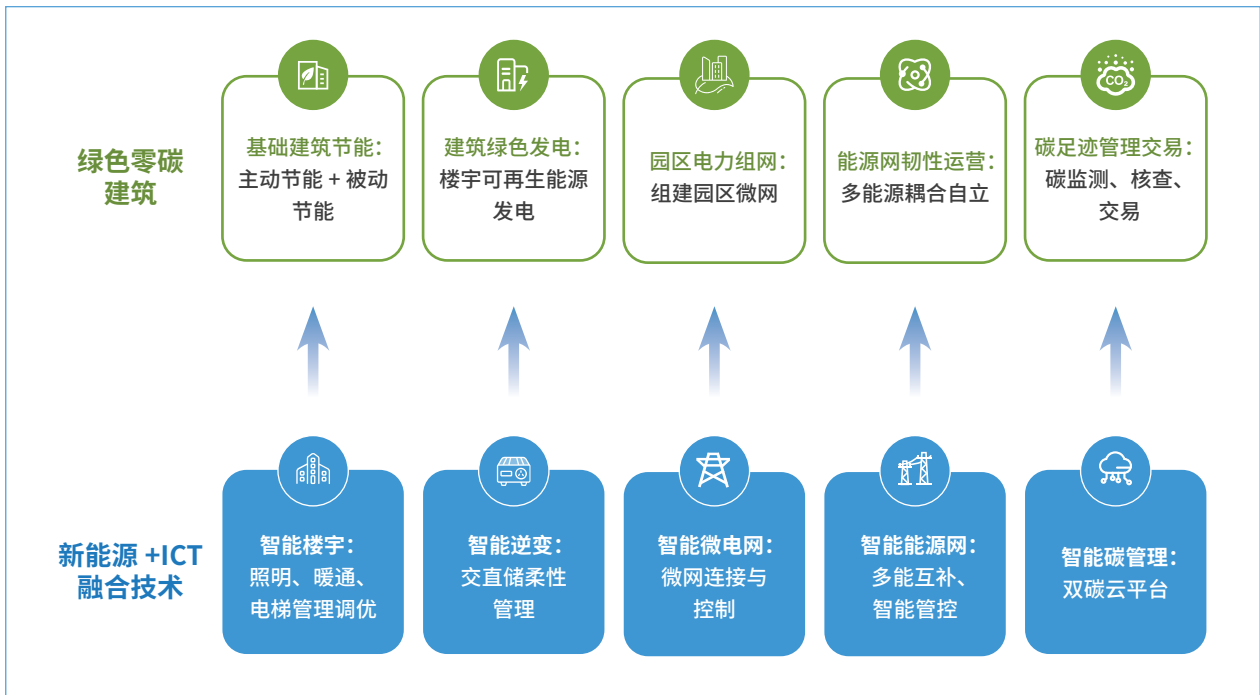 绿色零碳
建筑
基础建筑节能：
主动节能 + 被动
节能
建筑绿色发电：
楼宇可再生能源
发电
园区电力组网：
组建园区微网
能源网韧性运营：
多能源耦合自立
CO₂
碳足迹管理交易：
碳监测、核查、
交易
新能源 +ICT
融合技术
智能楼宇：
照明、暖通、
电梯管理调优
智能逆变：
交直储柔性
管理
智能微电网：
微网连接与
控制
智能能源网：
多能互补、
智能管控
智能碳管理：
双碳云平台